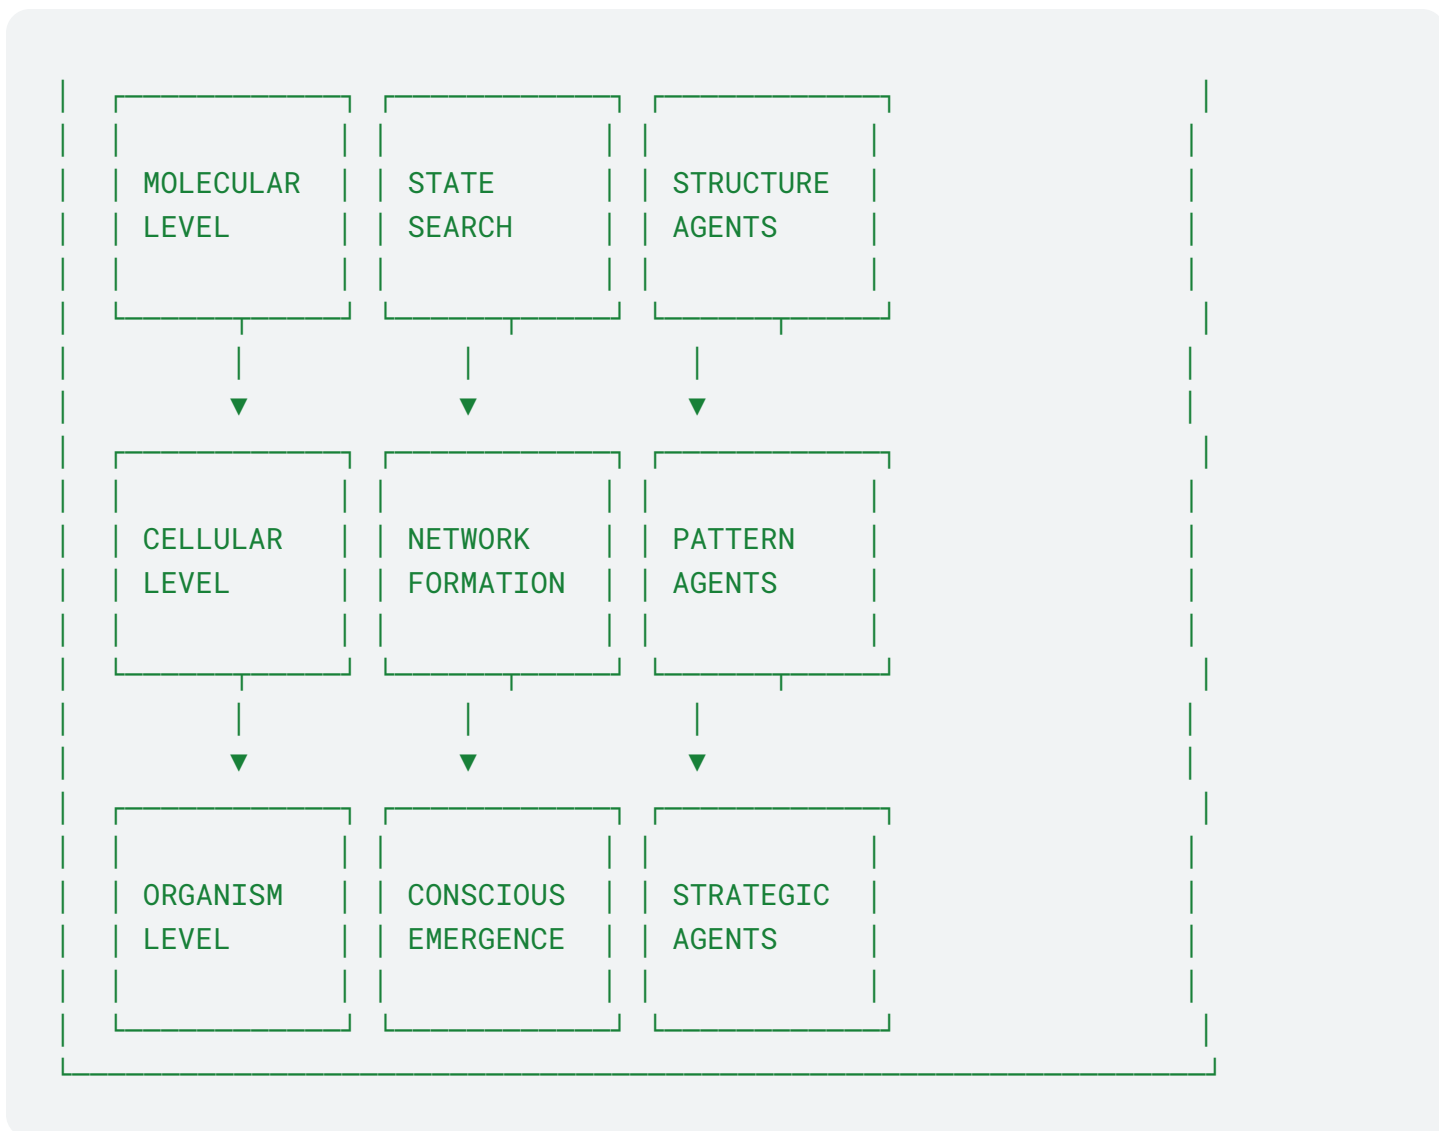 MOLECULAR STATE STRUCTURE
LEVEL SEARCH AGENTS
CELLULAR NETWORK PATTERN
LEVEL FORMATION AGENTS
ORGANISM CONSCIOUS STRATEGIC
LEVEL EMERGENCE AGENTS